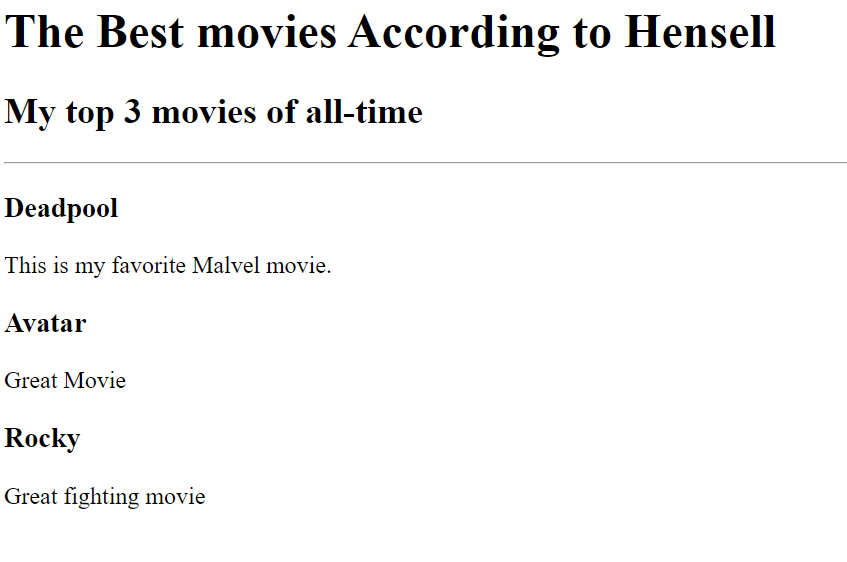 The Best movies According to Hensell
My top 3 movies of all-time
Deadpool
This is my favorite Malvel movie.
Avatar
Great Movie
Rocky
Great fighting movie